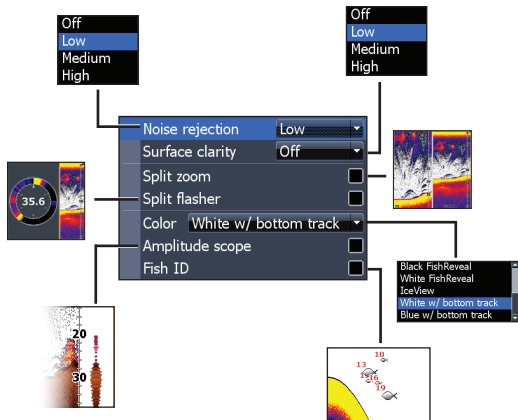 Off
Low
Medium
High
Off
Low
Medium
High
Noise rejection Low
Surface clarity Off
Split zoom
Split flasher
Color White w/ bottom track
Amplitude scope
Fish ID
35.6
Black FishReveal
White FishReveal
IceView
White w/ bottom track
Blue w/ bottom track
20
30
10
13
16
19